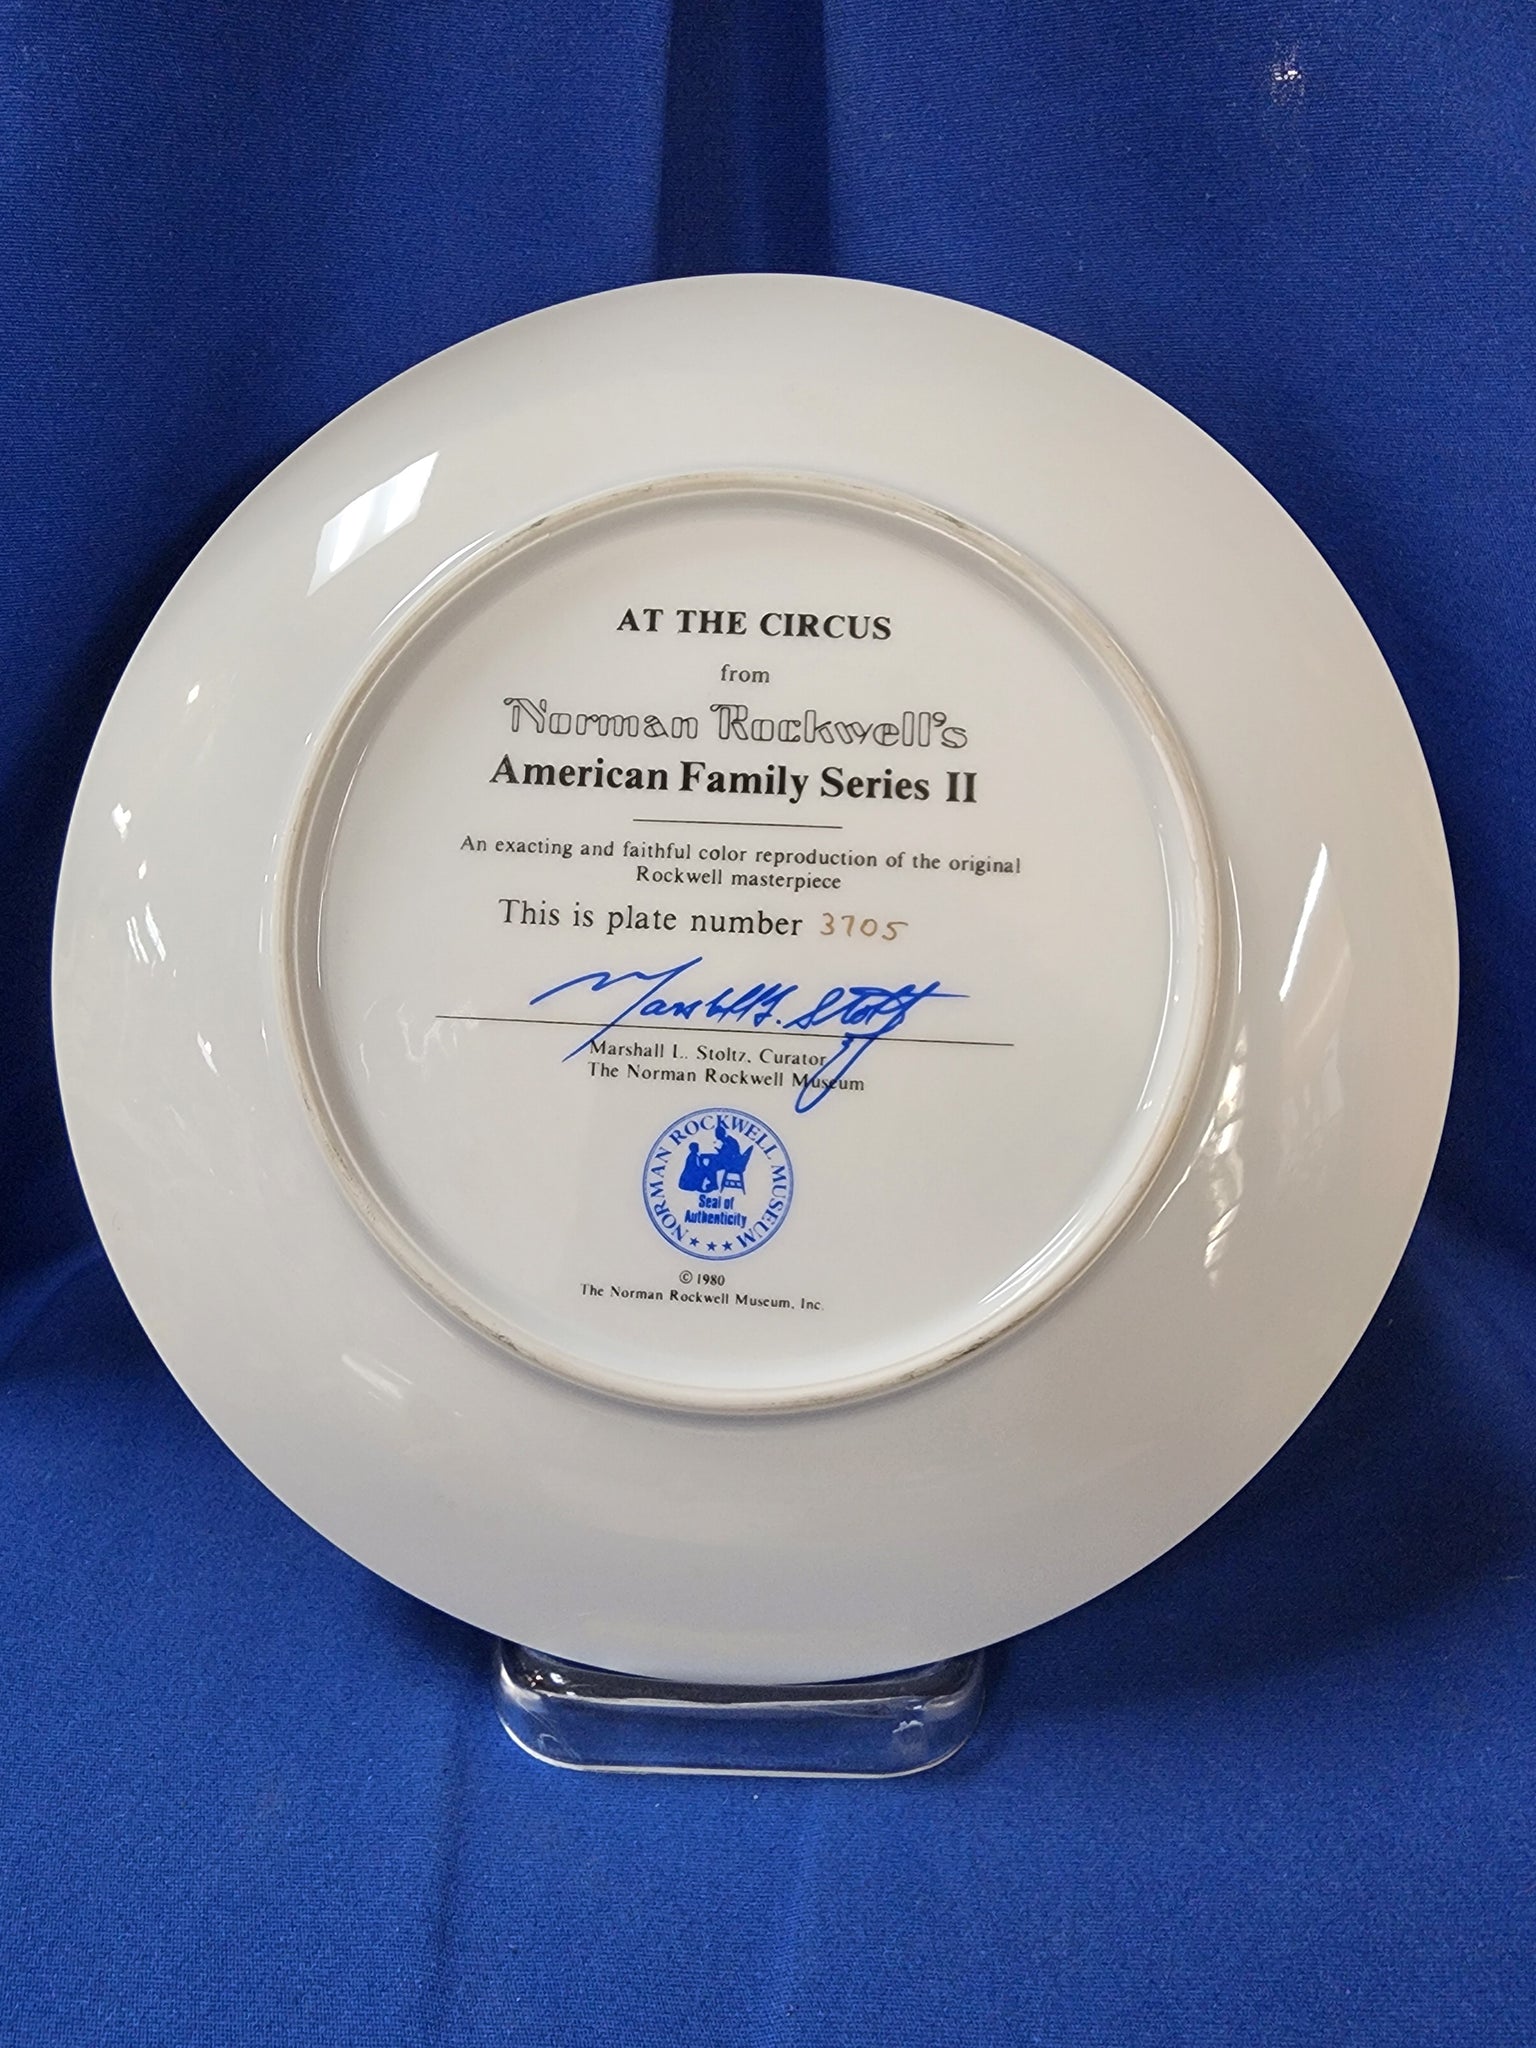 AT THE CIRCUS
from
Norman Rockwell's
American Family Series II
An exacting and faithful color reproduction of the original
Rockwell masterpiece
This is plate number 3705
Marshall L. Stoltz
Marshall L. Stoltz, Curator
The Norman Rockwell Museum
NORMAN ROCKWELL MUSEUM
Seal of
Authenticity
© 1980
The Norman Rockwell Museum, Inc.